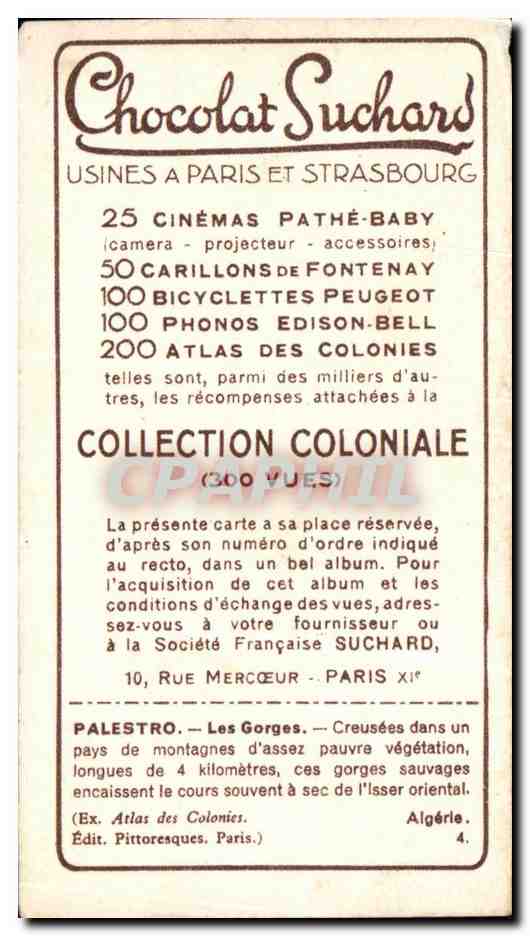 Chocolat Suchard
USINES A PARIS ET STRASBOURG
25 CINÉMAS PATHÉ-BABY
(camera - projecteur - accessoires)
50 CARILLONS DE FONTENAY
100 BICYCLETTES PEUGEOT
100 PHONOS EDISON-BELL
200 ATLAS DES COLONIES
telles sont, parmi des milliers d'au-
tres, les récompenses attachées à la
COLLECTION COLONIALE
(300 VUES)
CPAPHIL
La présente carte a sa place réservée,
d'après son numéro d'ordre indiqué
au recto, dans un bel album. Pour
l'acquisition de cet album et les
conditions d'échange des vues, adres-
sez-vous à votre fournisseur ou
à la Société Française SUCHARD,
10, RUE MERCŒUR - PARIS XIe
PALESTRO. — Les Gorges. — Creusées dans un
pays de montagnes d'assez pauvre végétation,
longues de 4 kilomètres, ces gorges sauvages
encaissent le cours souvent à sec de l'Isser oriental.
(Ex. Atlas des Colonies. Algérie.
Édit. Pittoresques. Paris.) 4.